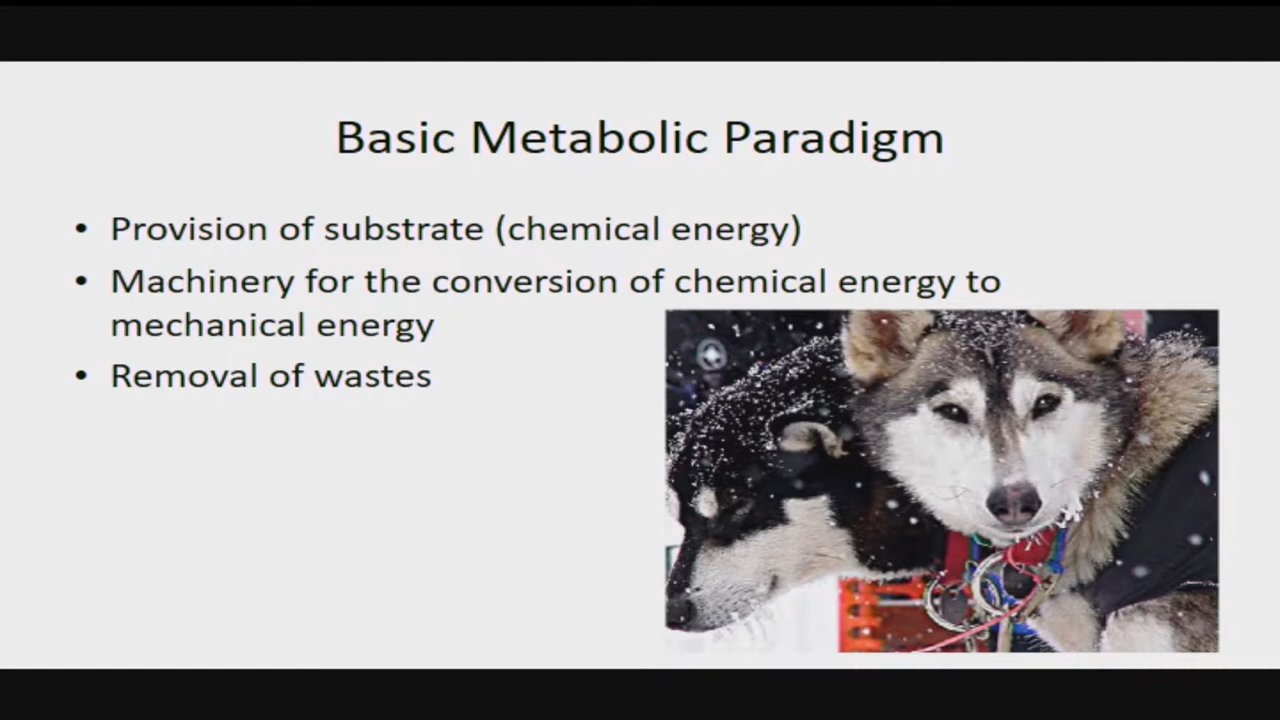 Basic Metabolic Paradigm
• Provision of substrate (chemical energy)
• Machinery for the conversion of chemical energy to
mechanical energy
• Removal of wastes